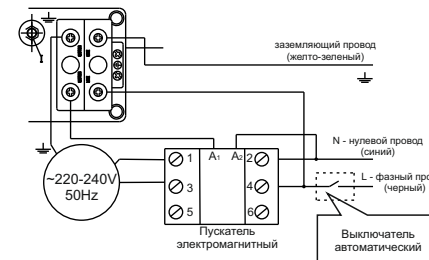 заземляющий провод
(желто-зеленый)
N - нулевой провод
(синий)
L - фазный про
(черный)
~220-240V
50Hz
1 A1 A2 2
3 4
5 6
Пускатель
электромагнитный
Выключатель
автоматический